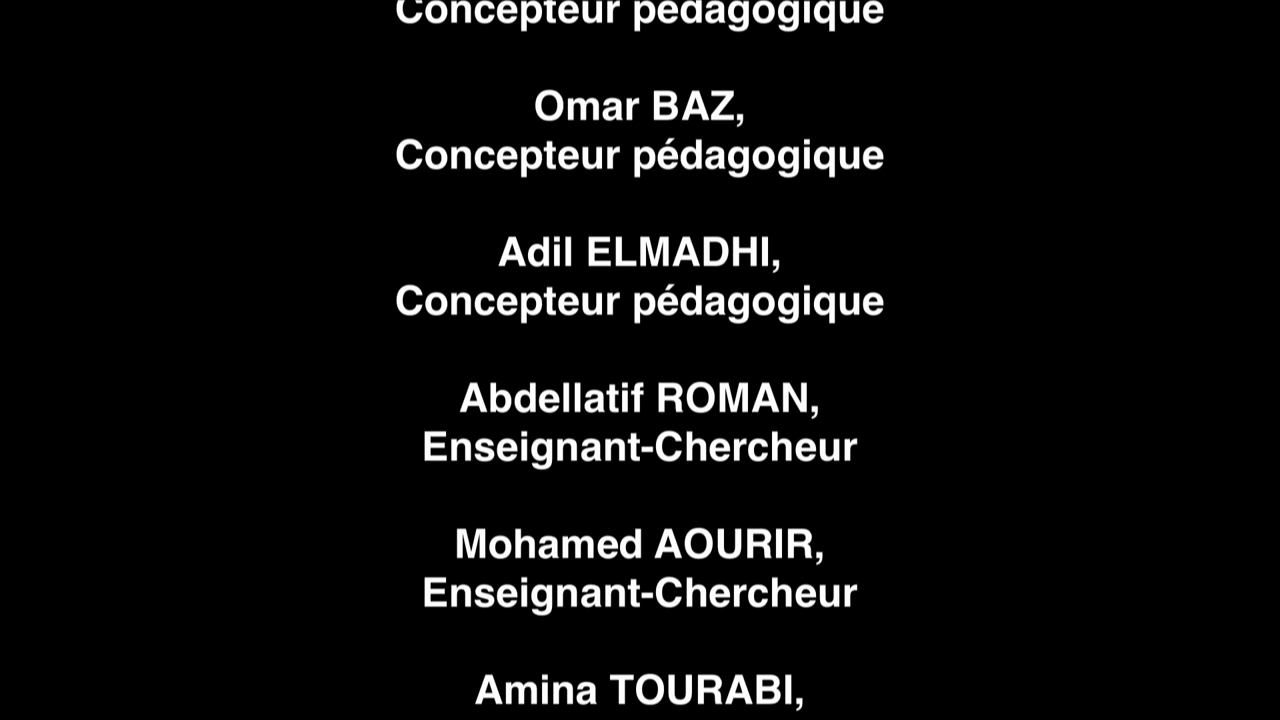 Concepteur pédagogique
Omar BAZ,
Concepteur pédagogique
Adil ELMADHI,
Concepteur pédagogique
Abdellatif ROMAN,
Enseignant-Chercheur
Mohamed AOURIR,
Enseignant-Chercheur
Amina TOURABI,